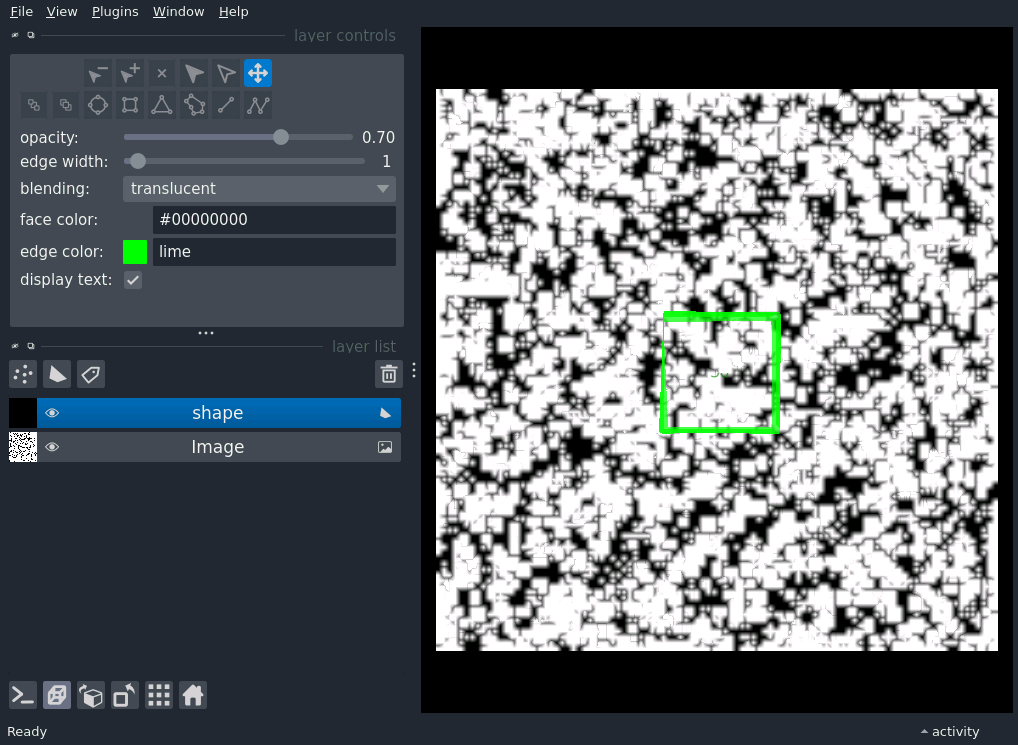 File View Plugins Window Help
layer controls
opacity: 0.70
edge width: 1
blending: translucent
face color: #00000000
edge color: lime
display text:
layer list
shape
Image
Ready
activity